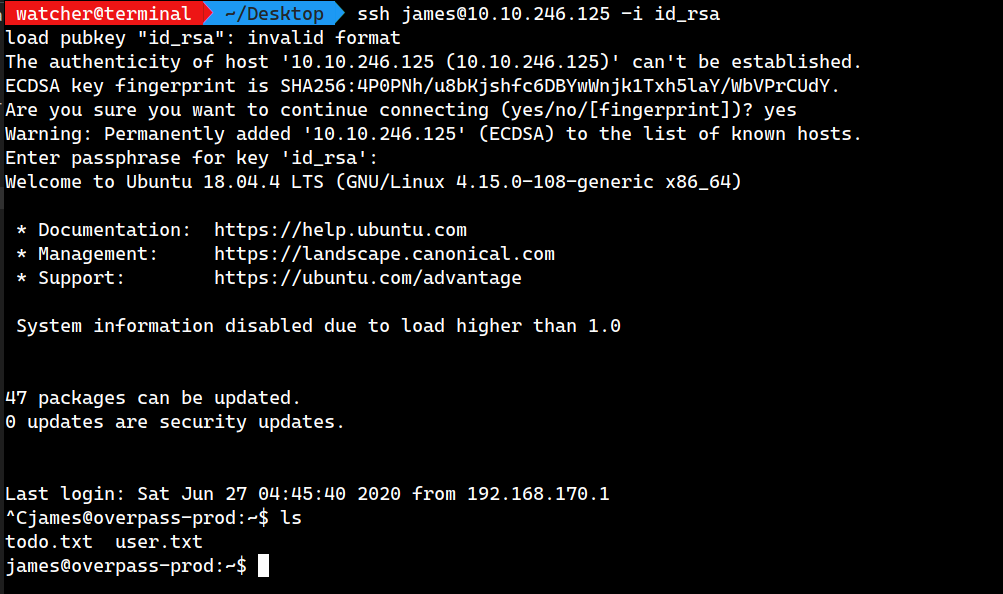 watcher@terminal ~/Desktop ssh james@10.10.246.125 -i id_rsa
load pubkey "id_rsa": invalid format
The authenticity of host '10.10.246.125 (10.10.246.125)' can't be established.
ECDSA key fingerprint is SHA256:4P0PNh/u8bKjshfc6DBYwWnjk1Txh5laY/WbVPrCUdY.
Are you sure you want to continue connecting (yes/no/[fingerprint])? yes
Warning: Permanently added '10.10.246.125' (ECDSA) to the list of known hosts.
Enter passphrase for key 'id_rsa':
Welcome to Ubuntu 18.04.4 LTS (GNU/Linux 4.15.0-108-generic x86_64)

 * Documentation:  https://help.ubuntu.com
 * Management:     https://landscape.canonical.com
 * Support:        https://ubuntu.com/advantage

 System information disabled due to load higher than 1.0


47 packages can be updated.
0 updates are security updates.


Last login: Sat Jun 27 04:45:40 2020 from 192.168.170.1
^Cjames@overpass-prod:~$ ls
todo.txt  user.txt
james@overpass-prod:~$